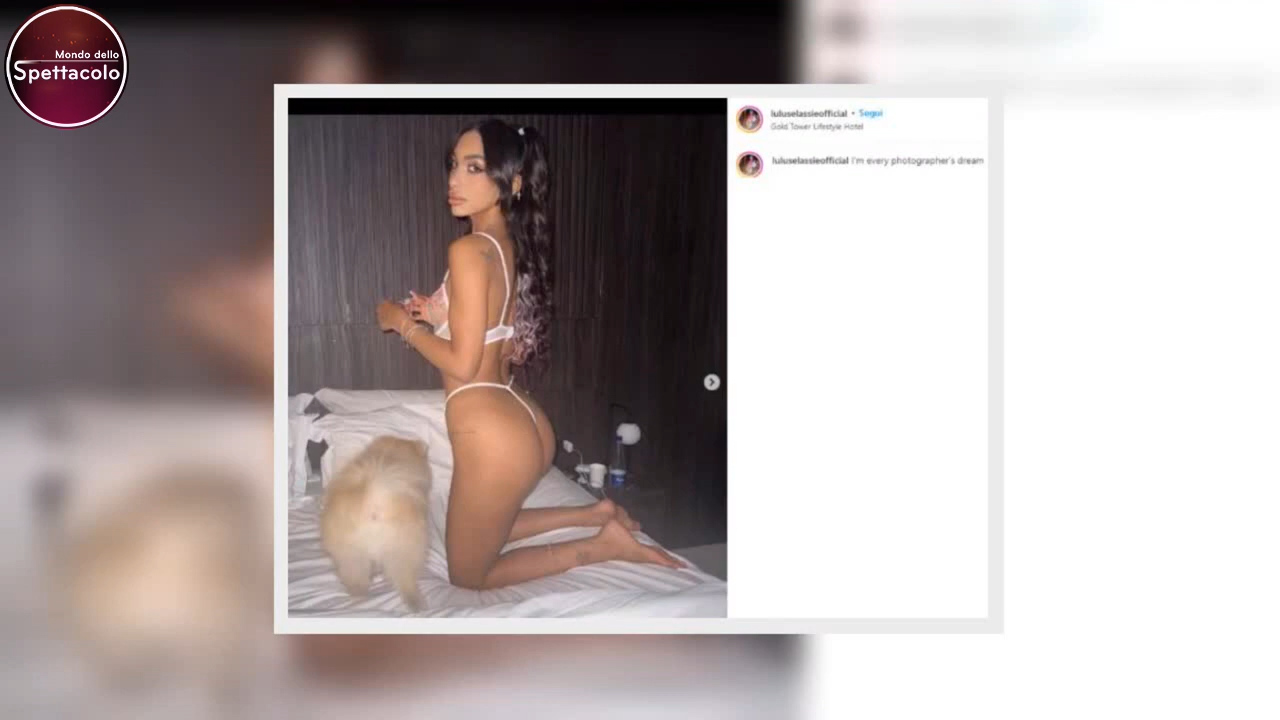 Mondo dello
Spettacolo
luluselassieofficial • Segui
Gold Tower Lifestyle Hotel
luluselassieofficial I'm every photographer's dream